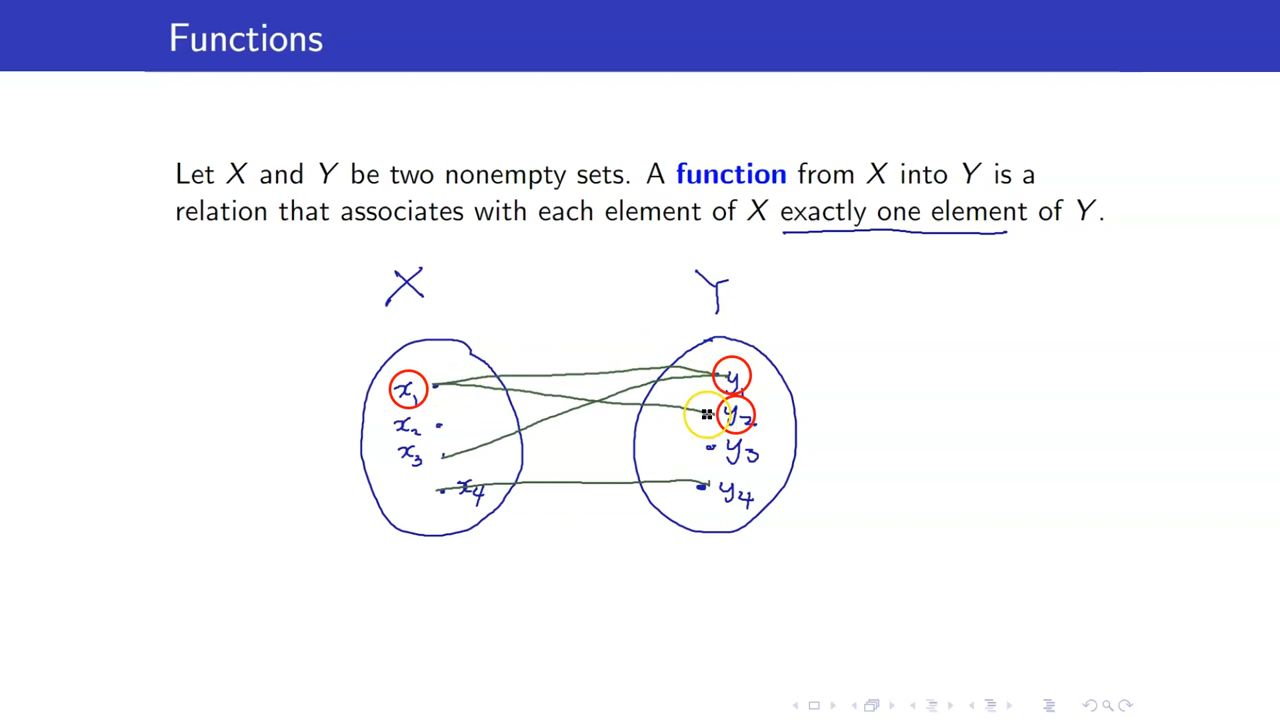 Functions
Let X and Y be two nonempty sets. A function from X into Y is a
relation that associates with each element of X exactly one element of Y.
X Y
x₁ y₁
x₂ y₂
x₃ y₃
x₄ y₄